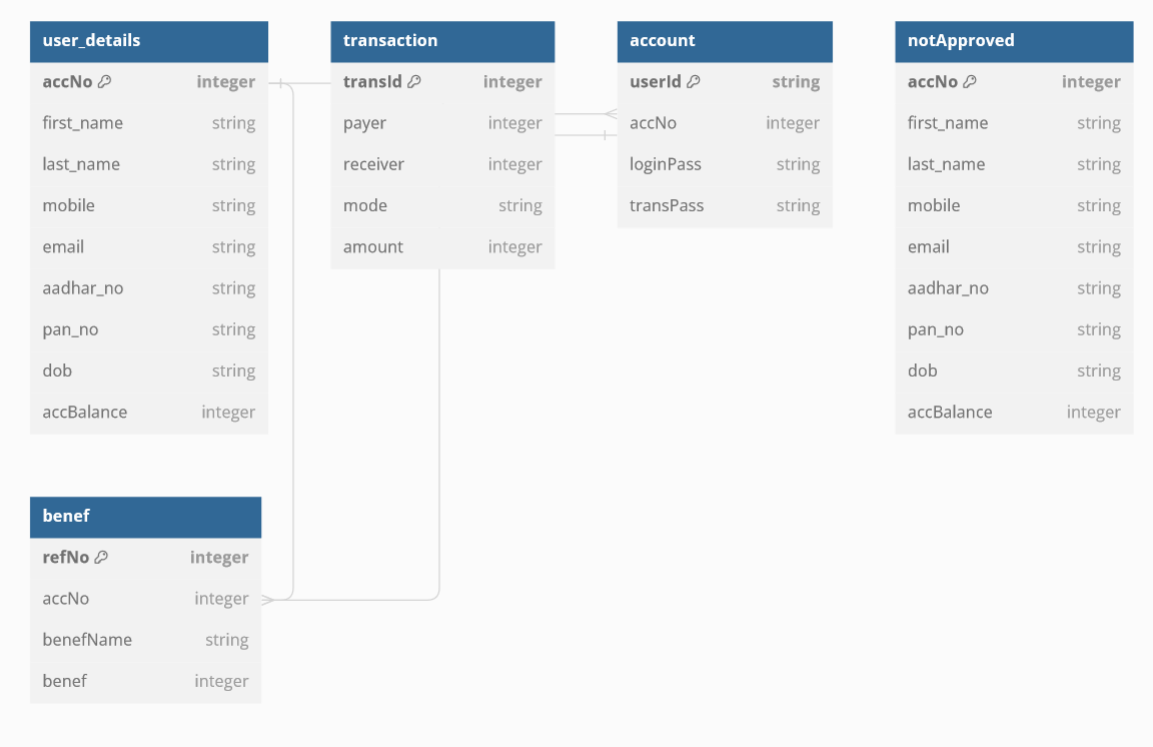 user_details
accNo integer
first_name string
last_name string
mobile string
email string
aadhar_no string
pan_no string
dob string
accBalance integer
transaction
transId integer
payer integer
receiver integer
mode string
amount integer
account
userId string
accNo integer
loginPass string
transPass string
notApproved
accNo integer
first_name string
last_name string
mobile string
email string
aadhar_no string
pan_no string
dob string
accBalance integer
benef
refNo integer
accNo integer
benefName string
benef integer